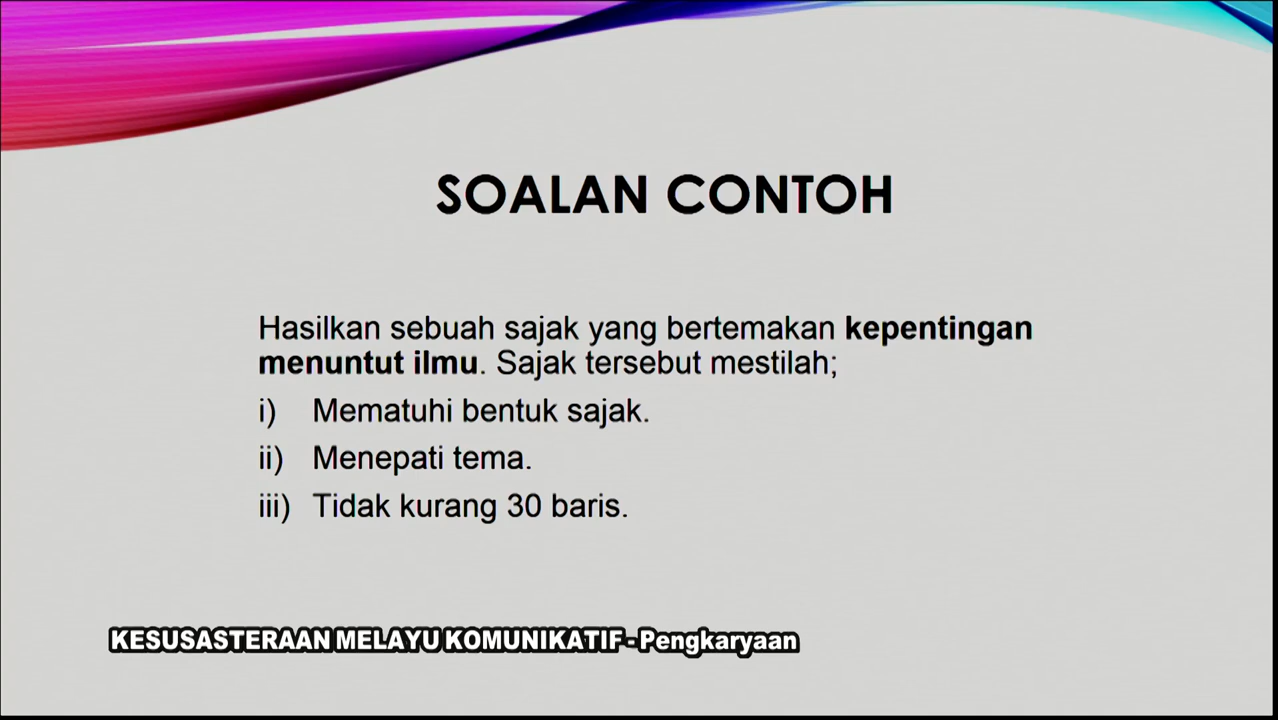 SOALAN CONTOH
Hasilkan sebuah sajak yang bertemakan kepentingan
menuntut ilmu. Sajak tersebut mestilah;
i) Mematuhi bentuk sajak.
ii) Menepati tema.
iii) Tidak kurang 30 baris.
KESUSASTERAAN MELAYU KOMUNIKATIF - Pengkaryaan